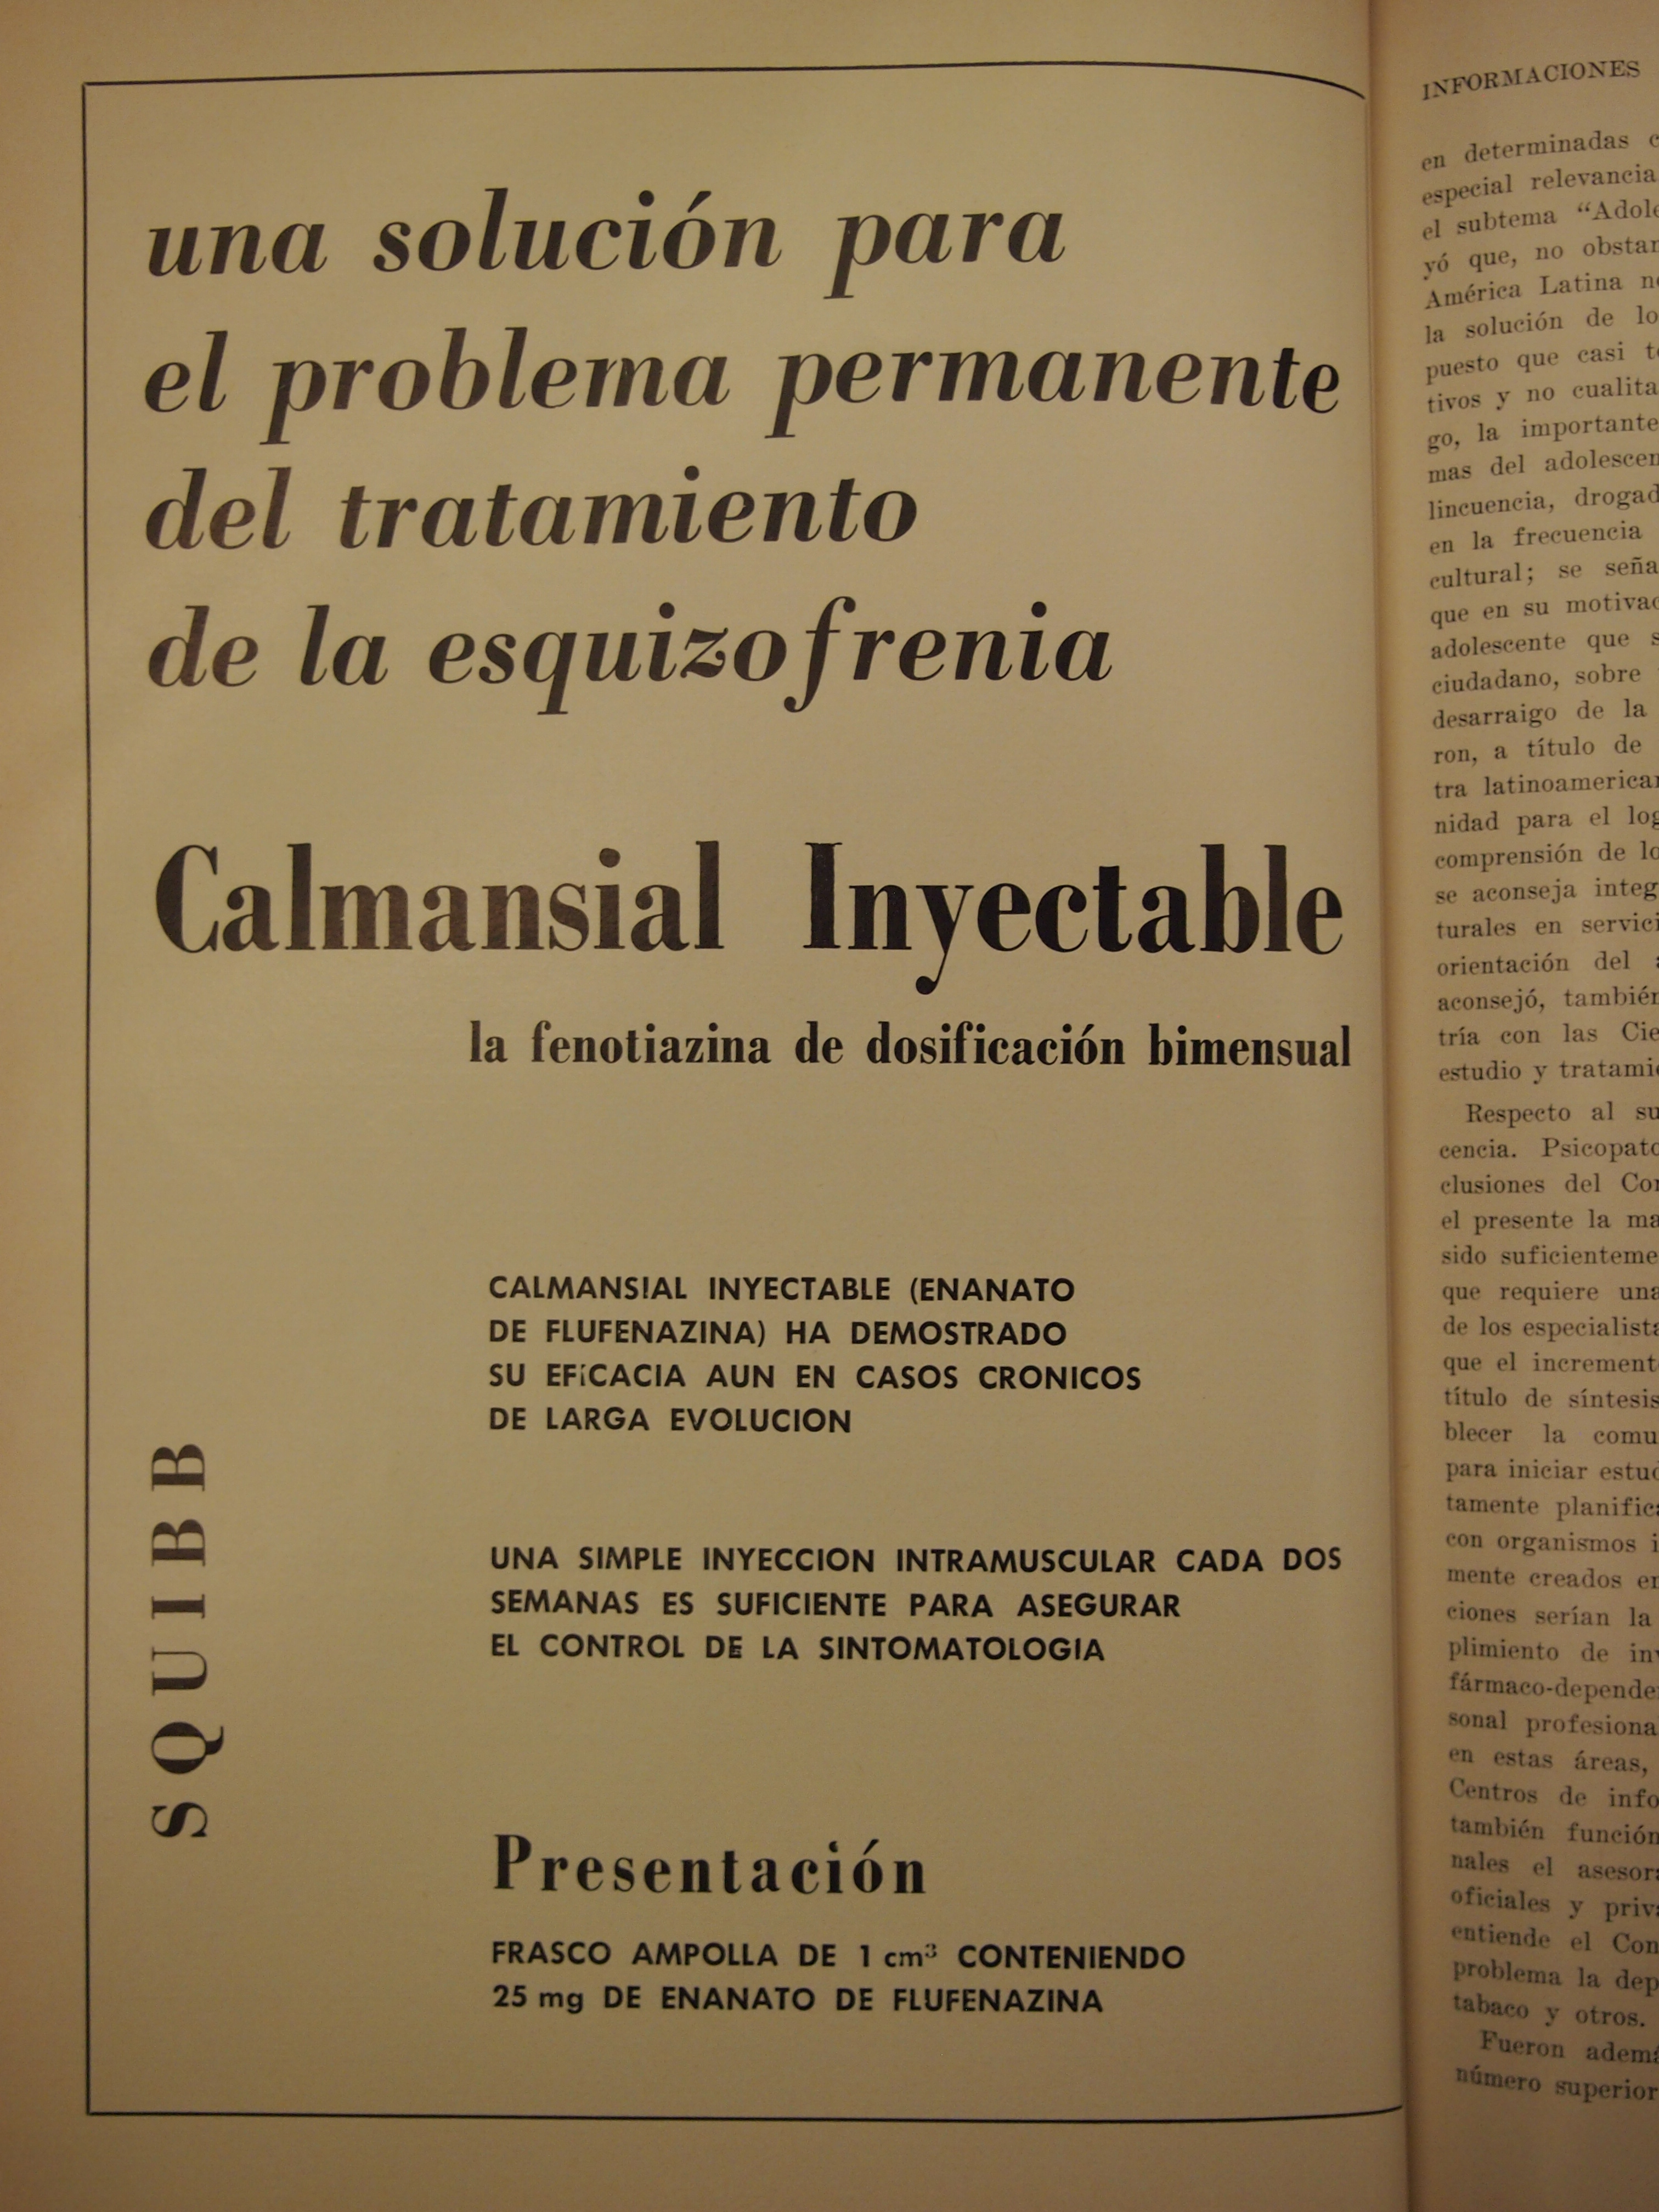 una solución para
el problema permanente
del tratamiento
de la esquizofrenia
Calmansial Inyectable
la fenotiazina de dosificación bimensual
CALMANSIAL INYECTABLE (ENANATO
DE FLUFENAZINA) HA DEMOSTRADO
SU EFICACIA AUN EN CASOS CRONICOS
DE LARGA EVOLUCION
UNA SIMPLE INYECCION INTRAMUSCULAR CADA DOS
SEMANAS ES SUFICIENTE PARA ASEGURAR
EL CONTROL DE LA SINTOMATOLOGIA
SQUIBB
Presentación
FRASCO AMPOLLA DE 1 cm³ CONTENIENDO
25 mg DE ENANATO DE FLUFENAZINA
INFORMACIONES
en determinadas
especial relevancia
el subtema
yó que, no
América Latina
la solución de
puesto que casi
tivos y no
go, la
mas del
lincuencia,
en la frecuencia
cultural; se
que en su
adolescente que
ciudadano, sobre
desarraigo de la
ron, a título de
tra
nidad para el
comprensión de
se aconseja
turales en
orientación del
aconsejó,
tría con las
estudio y
Respecto al
cencia.
clusiones del
el presente la
sido
que requiere
de los
que el
título de
blecer la
para iniciar
tamente
con organismos
mente creados
ciones serían la
plimiento de
sonal
en estas áreas,
Centros de
también
nales el
oficiales y
entiende el
problema la
tabaco y otros.
Fueron
número